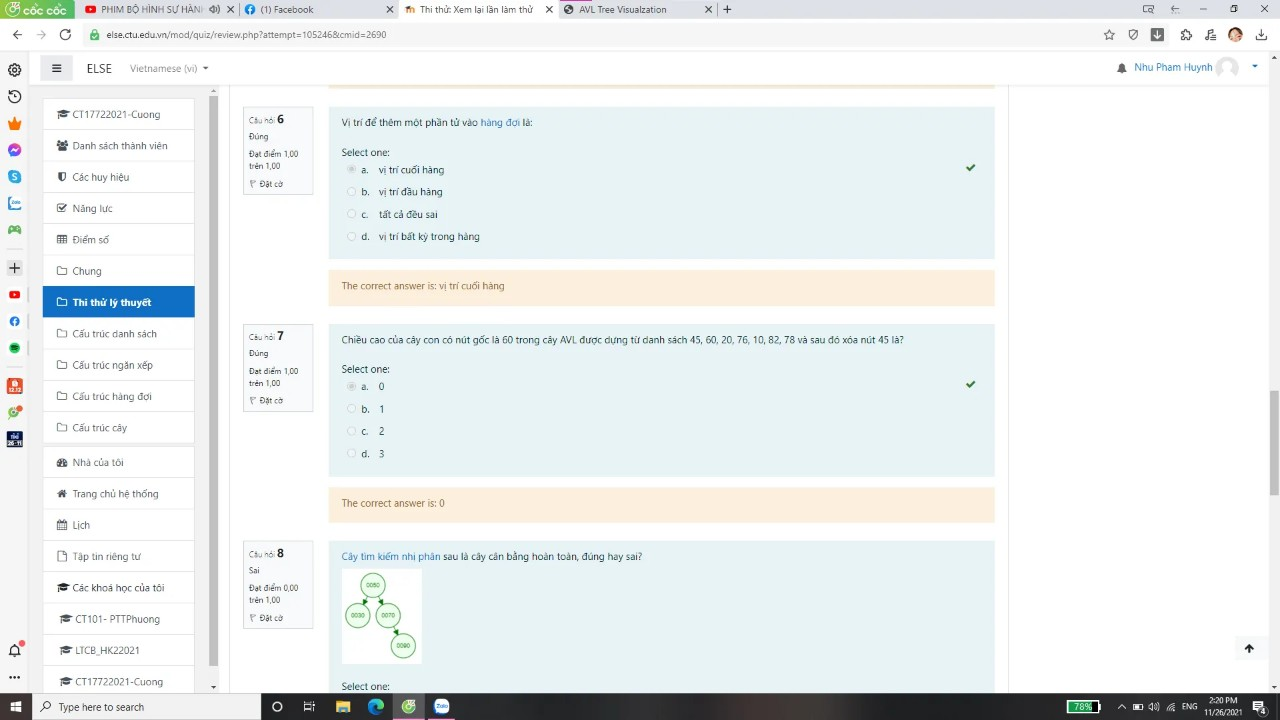 cốc cốc
PHIM BỘ HÌNH SỰ HÀN
(1) Facebook
Thi thử: Xem lại lần làm thử
AVL Tree Visualzation
else.ctu.edu.vn/mod/quiz/review.php?attempt=105246&cmid=2690
ELSE
Vietnamese (vi)
Nhu Pham Huynh
CT17722021-Cuong
Danh sách thành viên
Các huy hiệu
Năng lực
Điểm số
Chung
Thi thử lý thuyết
Cấu trúc danh sách
Cấu trúc ngăn xếp
Cấu trúc hàng đợi
Cấu trúc cây
Nhà của tôi
Trang chủ hệ thống
Lịch
Tập tin riêng tư
Các khoá học của tôi
CT101- PTTPhuong
LTCB_HK22021
CT17722021-Cuong
Câu hỏi 6
Đúng
Đạt điểm 1,00
trên 1,00
Đặt cờ
Vị trí để thêm một phần tử vào hàng đợi là:
Select one:
a. vị trí cuối hàng
b. vị trí đầu hàng
c. tất cả đều sai
d. vị trí bất kỳ trong hàng
The correct answer is: vị trí cuối hàng
Câu hỏi 7
Đúng
Đạt điểm 1,00
trên 1,00
Đặt cờ
Chiều cao của cây con có nút gốc là 60 trong cây AVL được dựng từ danh sách 45, 60, 20, 76, 10, 82, 78 và sau đó xóa nút 45 là?
Select one:
a. 0
b. 1
c. 2
d. 3
The correct answer is: 0
Câu hỏi 8
Sai
Đạt điểm 0,00
trên 1,00
Đặt cờ
Cây tìm kiếm nhị phân sau là cây cân bằng hoàn toàn, đúng hay sai?
0030
0070
Select one:
Type here to search
Zalo
78%
ENG
2:20 PM
11/26/2021